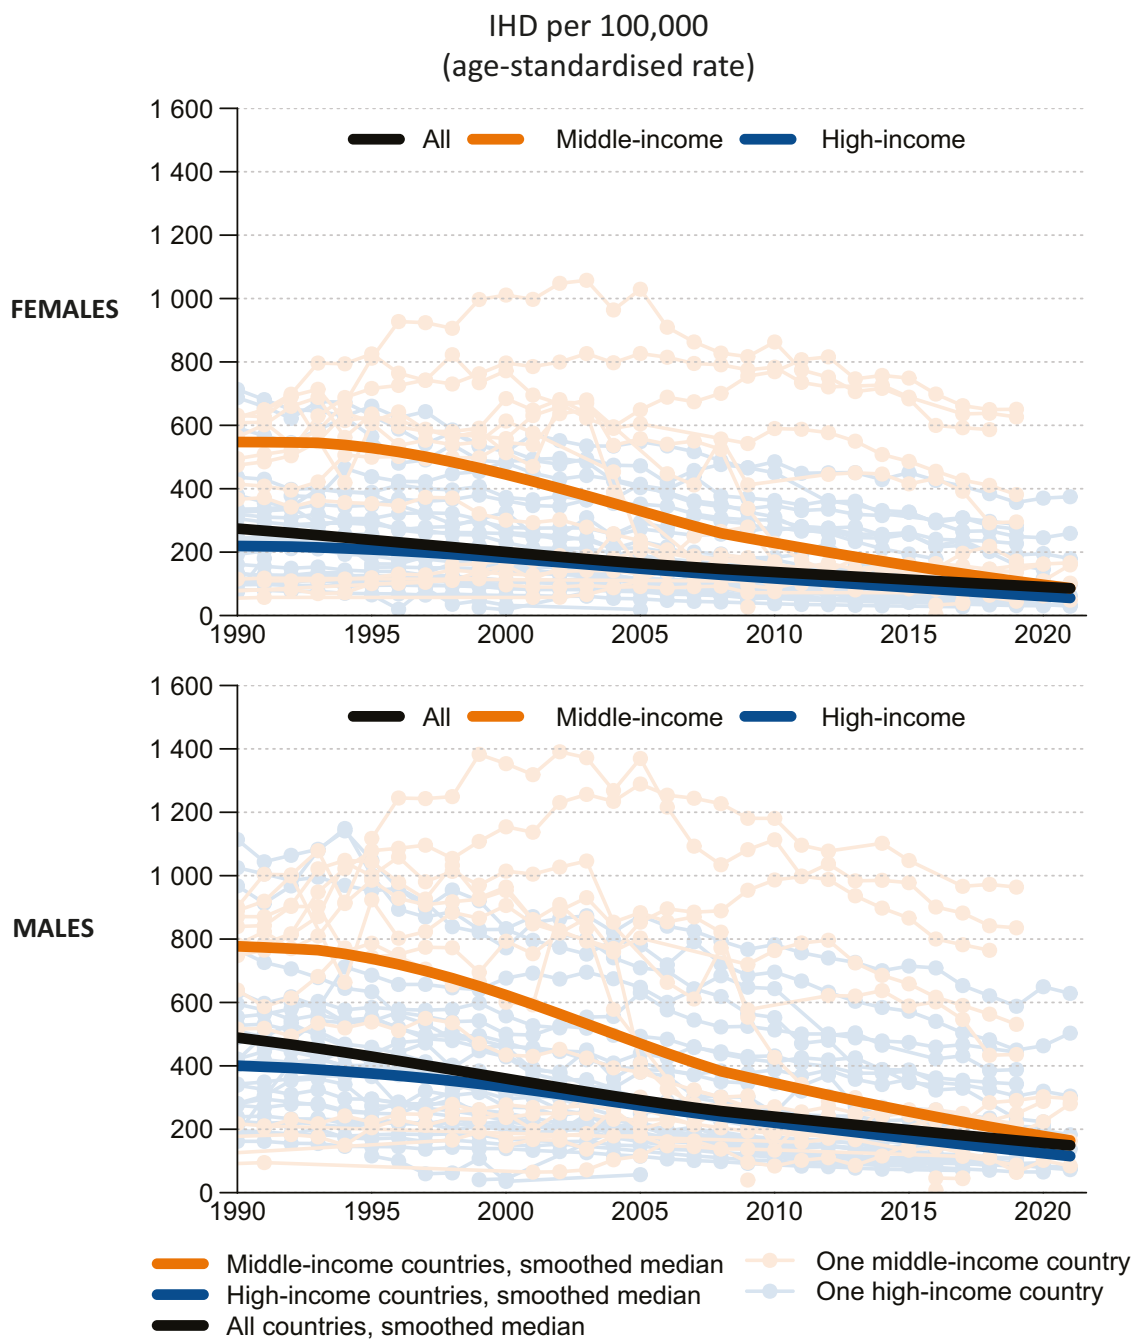 IHD per 100,000
(age-standardised rate)
1 600
All Middle-income High-income
1 400
1 200
1 000
FEMALES
800
600
400
200
0
1990 1995 2000 2005 2010 2015 2020
1 600
All Middle-income High-income
1 400
1 200
1 000
MALES
800
600
400
200
0
1990 1995 2000 2005 2010 2015 2020
Middle-income countries, smoothed median One middle-income country
High-income countries, smoothed median One high-income country
All countries, smoothed median